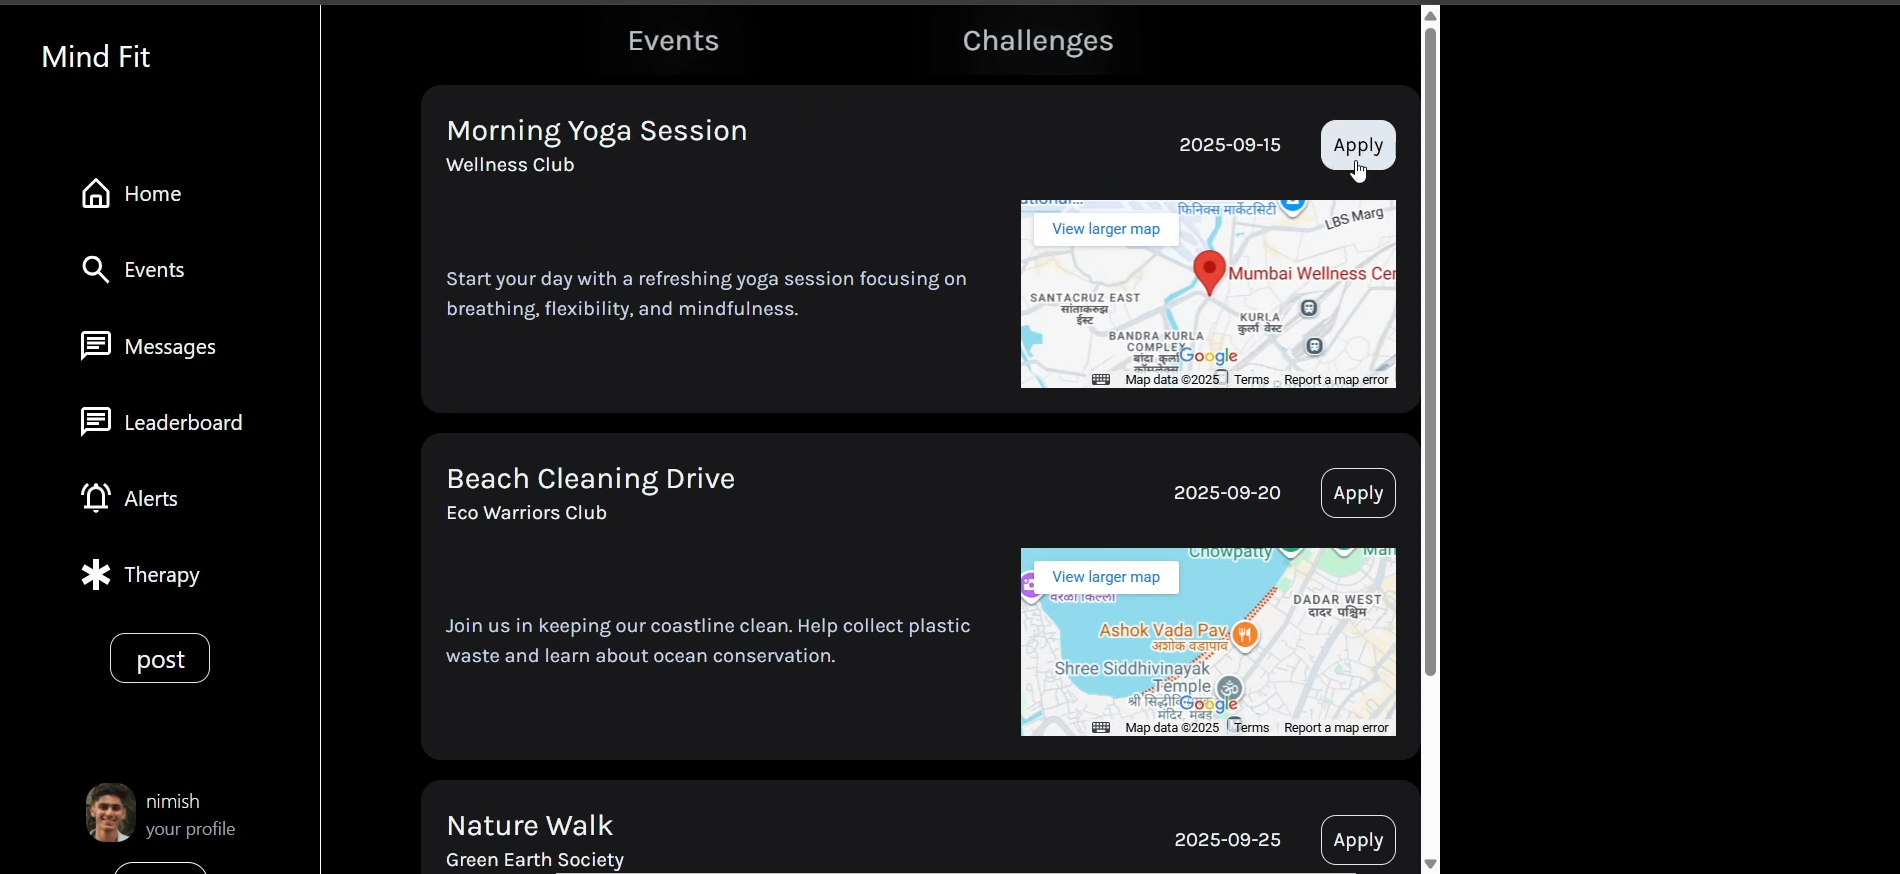 Mind Fit
Home
Events
Messages
Leaderboard
Alerts
Therapy
post
nimish
your profile
Events
Challenges
Morning Yoga Session
Wellness Club
2025-09-15
Apply
Start your day with a refreshing yoga session focusing on
breathing, flexibility, and mindfulness.
फिनिक्स मार्केटसिटी
LBS Marg
View larger map
Mumbai Wellness Cer
SANTACRUZ EAST
सांताक्रूझ
ईस्ट
KURLA
कुर्ला वेस्ट
BANDRA KURLA
COMPLEX
बांद्रा कुर्ला
कॉम्प्लेक्स
Google
Map data ©2025
Terms
Report a map error
Beach Cleaning Drive
Eco Warriors Club
2025-09-20
Apply
Join us in keeping our coastline clean. Help collect plastic
waste and learn about ocean conservation.
Chowpatty
View larger map
वरळी किल्ला
DADAR WEST
दादर पश्चिम
Ashok Vada Pav
अशोक वडापाव
Shree Siddhivinayak
Temple
श्री सिद्धीविनायक
मंदिर, मुंबई
Google
Map data ©2025
Terms
Report a map error
Nature Walk
Green Earth Society
2025-09-25
Apply